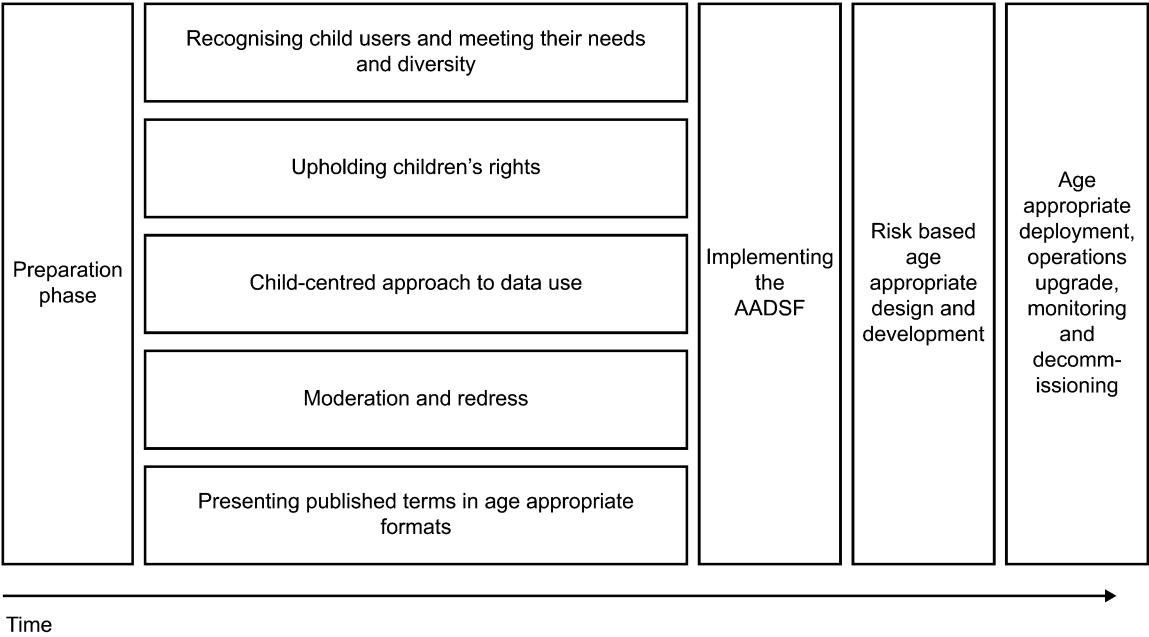 Preparation
phase
Recognising child users and meeting their needs
and diversity
Upholding children’s rights
Child-centred approach to data use
Moderation and redress
Presenting published terms in age appropriate
formats
Implementing
the
AADSF
Risk based
age
appropriate
design and
development
Age
appropriate
deployment,
operations
upgrade,
monitoring
and
decomm-
issioning
Time